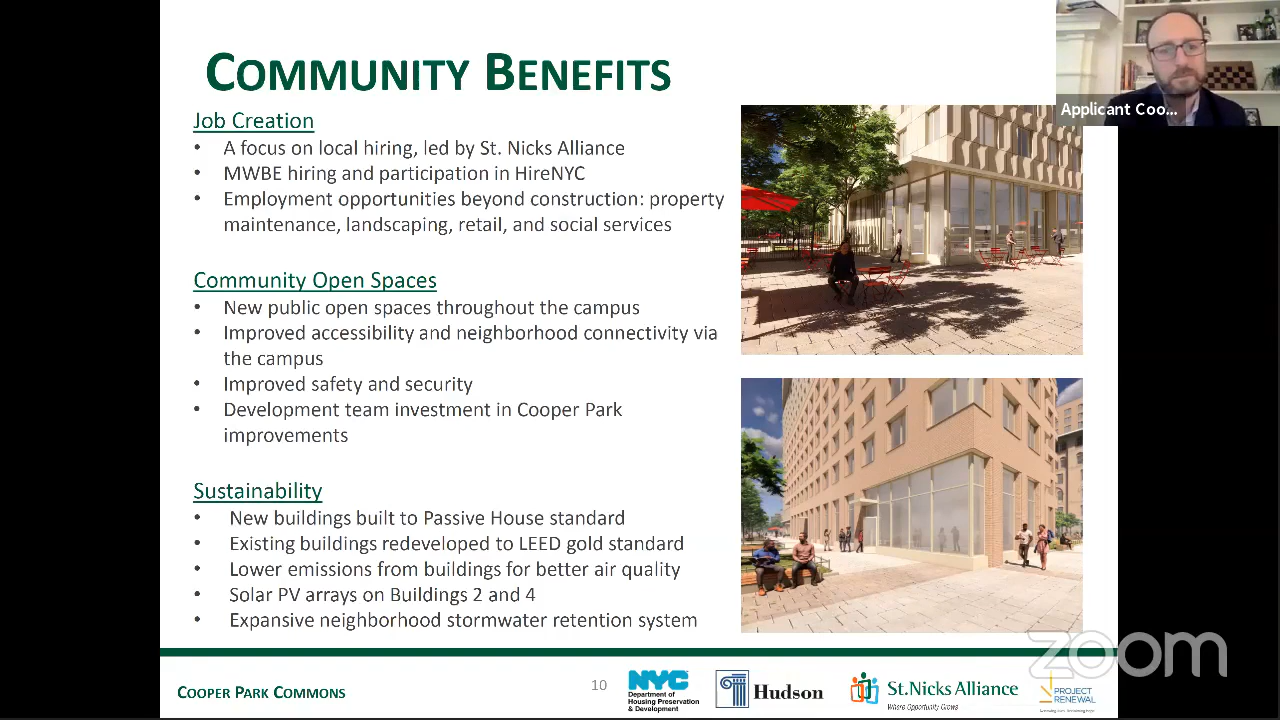 COMMUNITY BENEFITS
Applicant Coo...
Job Creation
• A focus on local hiring, led by St. Nicks Alliance
• MWBE hiring and participation in HireNYC
• Employment opportunities beyond construction: property
maintenance, landscaping, retail, and social services
Community Open Spaces
• New public open spaces throughout the campus
• Improved accessibility and neighborhood connectivity via
the campus
• Improved safety and security
• Development team investment in Cooper Park
improvements
Sustainability
• New buildings built to Passive House standard
• Existing buildings redeveloped to LEED gold standard
• Lower emissions from buildings for better air quality
• Solar PV arrays on Buildings 2 and 4
• Expansive neighborhood stormwater retention system
zoom
COOPER PARK COMMONS
10
NYC
Department of
Housing Preservation
& Development
Hudson
St.Nicks Alliance
Where Opportunity Grows
PROJECT
RENEWAL